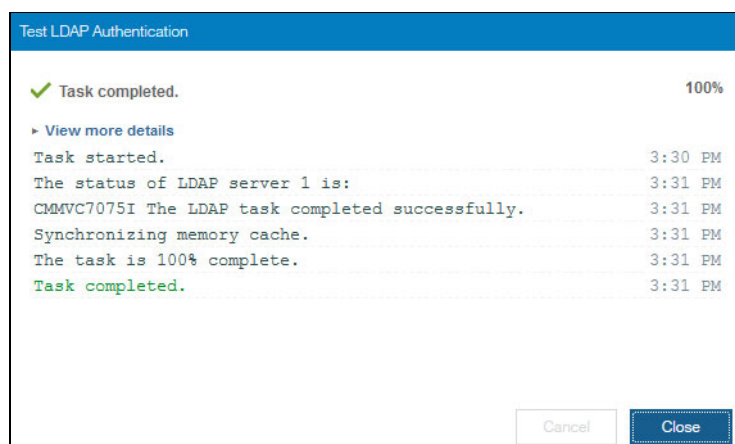 Test LDAP Authentication
Task completed. 100%
View more details
Task started. 3:30 PM
The status of LDAP server 1 is: 3:31 PM
CMMVC7075I The LDAP task completed successfully. 3:31 PM
Synchronizing memory cache. 3:31 PM
The task is 100% complete. 3:31 PM
Task completed. 3:31 PM
Cancel Close